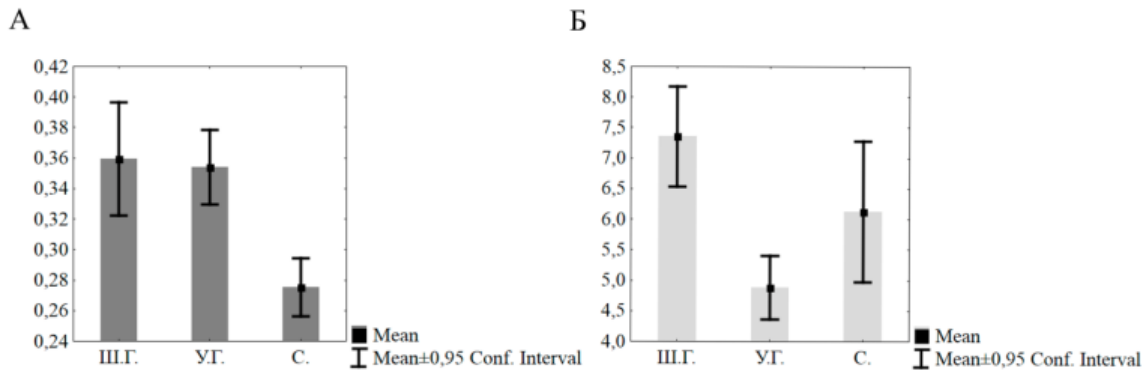 А
0,42
0,40
0,38
0,36
0,34
0,32
0,30
0,28
0,26
0,24
Ш.Г. У.Г. С.
Mean
Mean±0,95 Conf. Interval
Б
8,5
8,0
7,5
7,0
6,5
6,0
5,5
5,0
4,5
4,0
Ш.Г. У.Г. С.
Mean
Mean±0,95 Conf. Interval